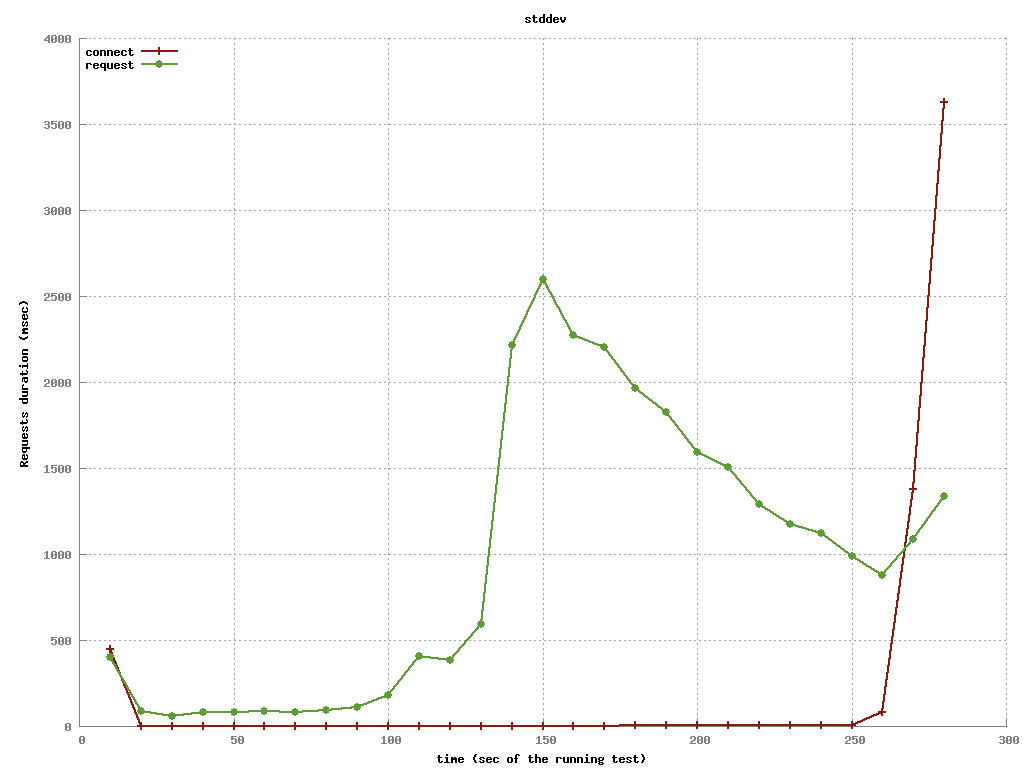 stddev
connect
request
4000
3500
3000
2500
2000
1500
1000
500
0
Requests duration (msec)
0 50 100 150 200 250 300
time (sec of the running test)